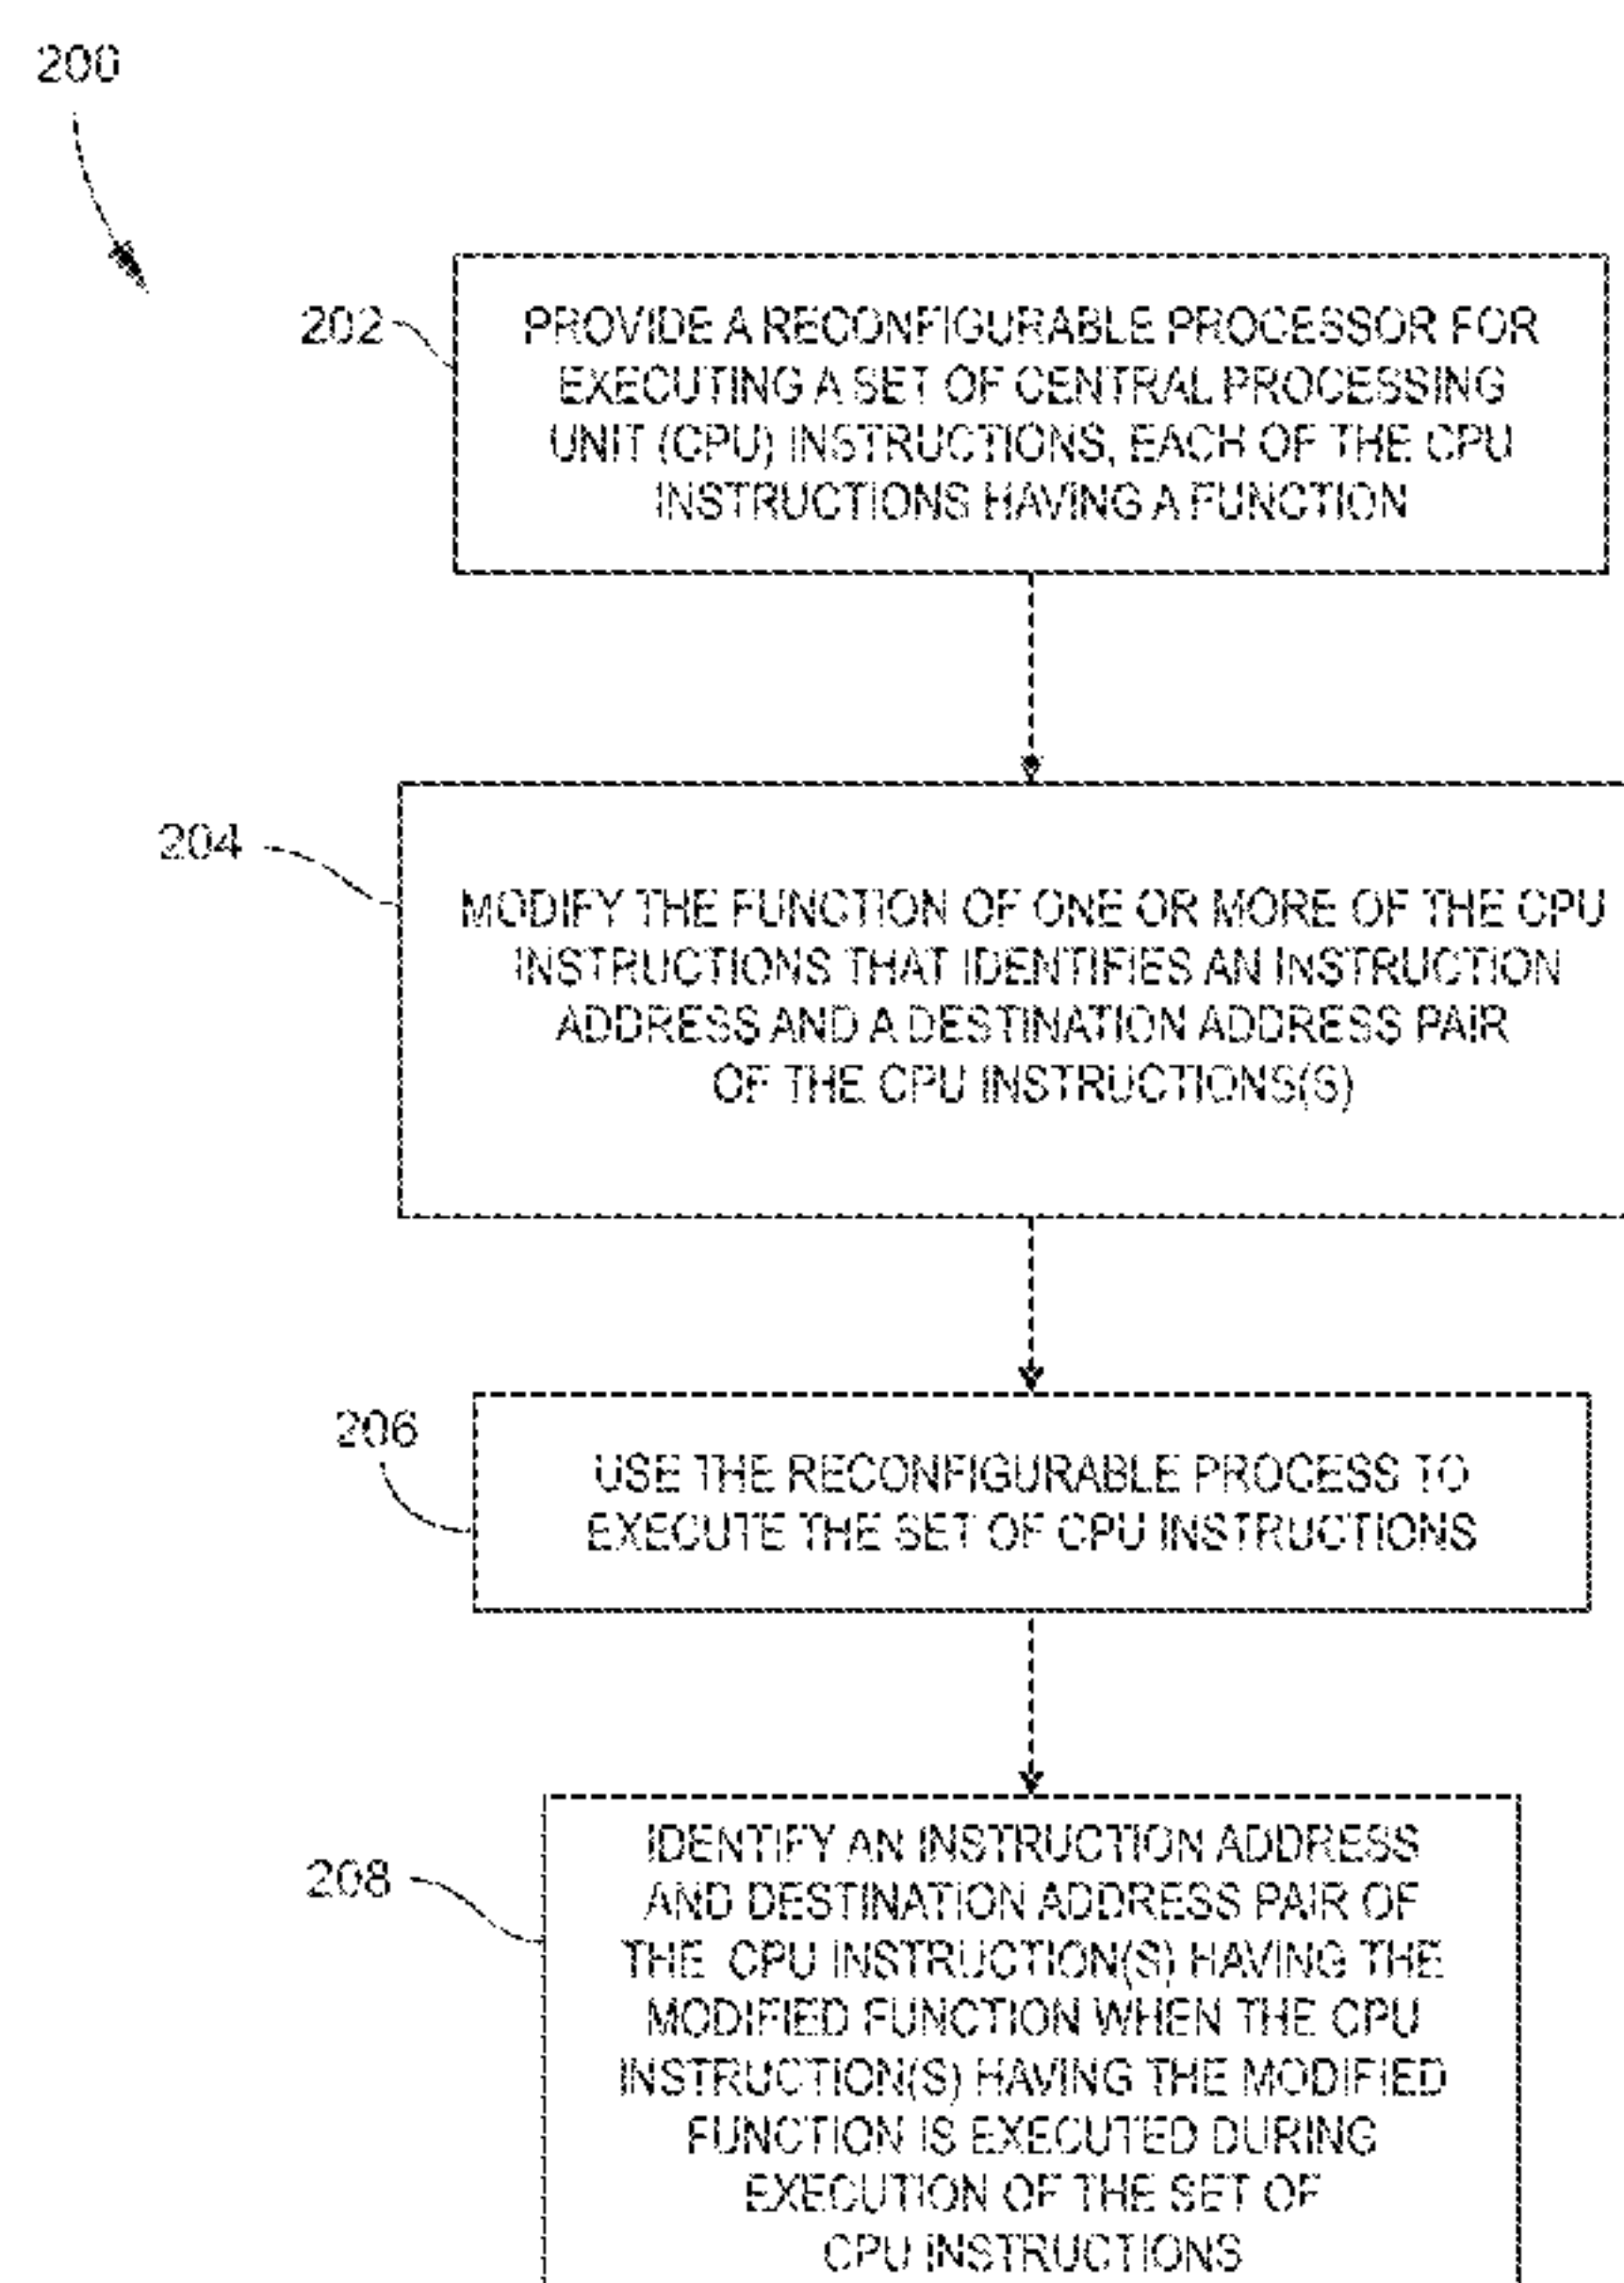 200
202
PROVIDE A RECONFIGURABLE PROCESSOR FOR
EXECUTING A SET OF CENTRAL PROCESSING
UNIT (CPU) INSTRUCTIONS, EACH OF THE CPU
INSTRUCTIONS HAVING A FUNCTION
204
MODIFY THE FUNCTION OF ONE OR MORE OF THE CPU
INSTRUCTIONS THAT IDENTIFIES AN INSTRUCTION
ADDRESS AND A DESTINATION ADDRESS PAIR
OF THE CPU INSTRUCTIONS(S)
206
USE THE RECONFIGURABLE PROCESS TO
EXECUTE THE SET OF CPU INSTRUCTIONS
208
IDENTIFY AN INSTRUCTION ADDRESS
AND DESTINATION ADDRESS PAIR OF
THE CPU INSTRUCTION(S) HAVING THE
MODIFIED FUNCTION WHEN THE CPU
INSTRUCTION(S) HAVING THE MODIFIED
FUNCTION IS EXECUTED DURING
EXECUTION OF THE SET OF
CPU INSTRUCTIONS